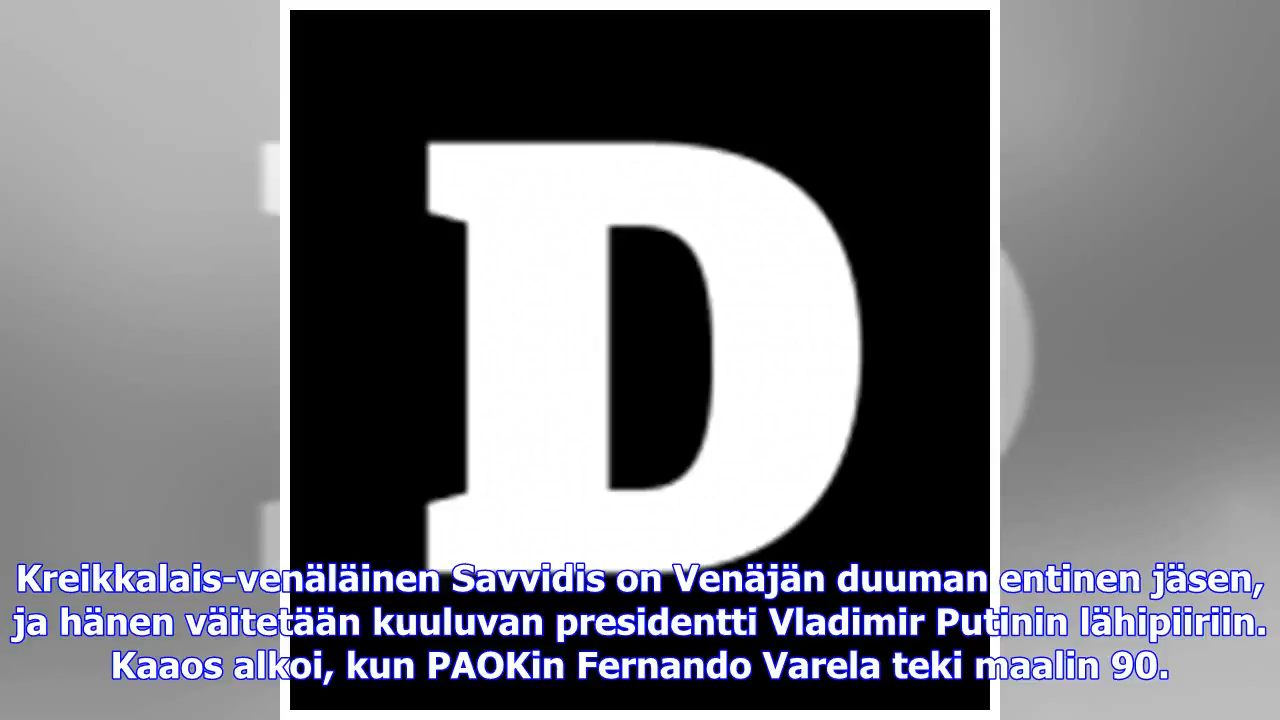 D
Kreikkalais-venäläinen Savvidis on Venäjän duuman entinen jäsen,
ja hänen väitetään kuuluvan presidentti Vladimir Putinin lähipiiriin.
Kaaos alkoi, kun PAOKin Fernando Varela teki maalin 90.